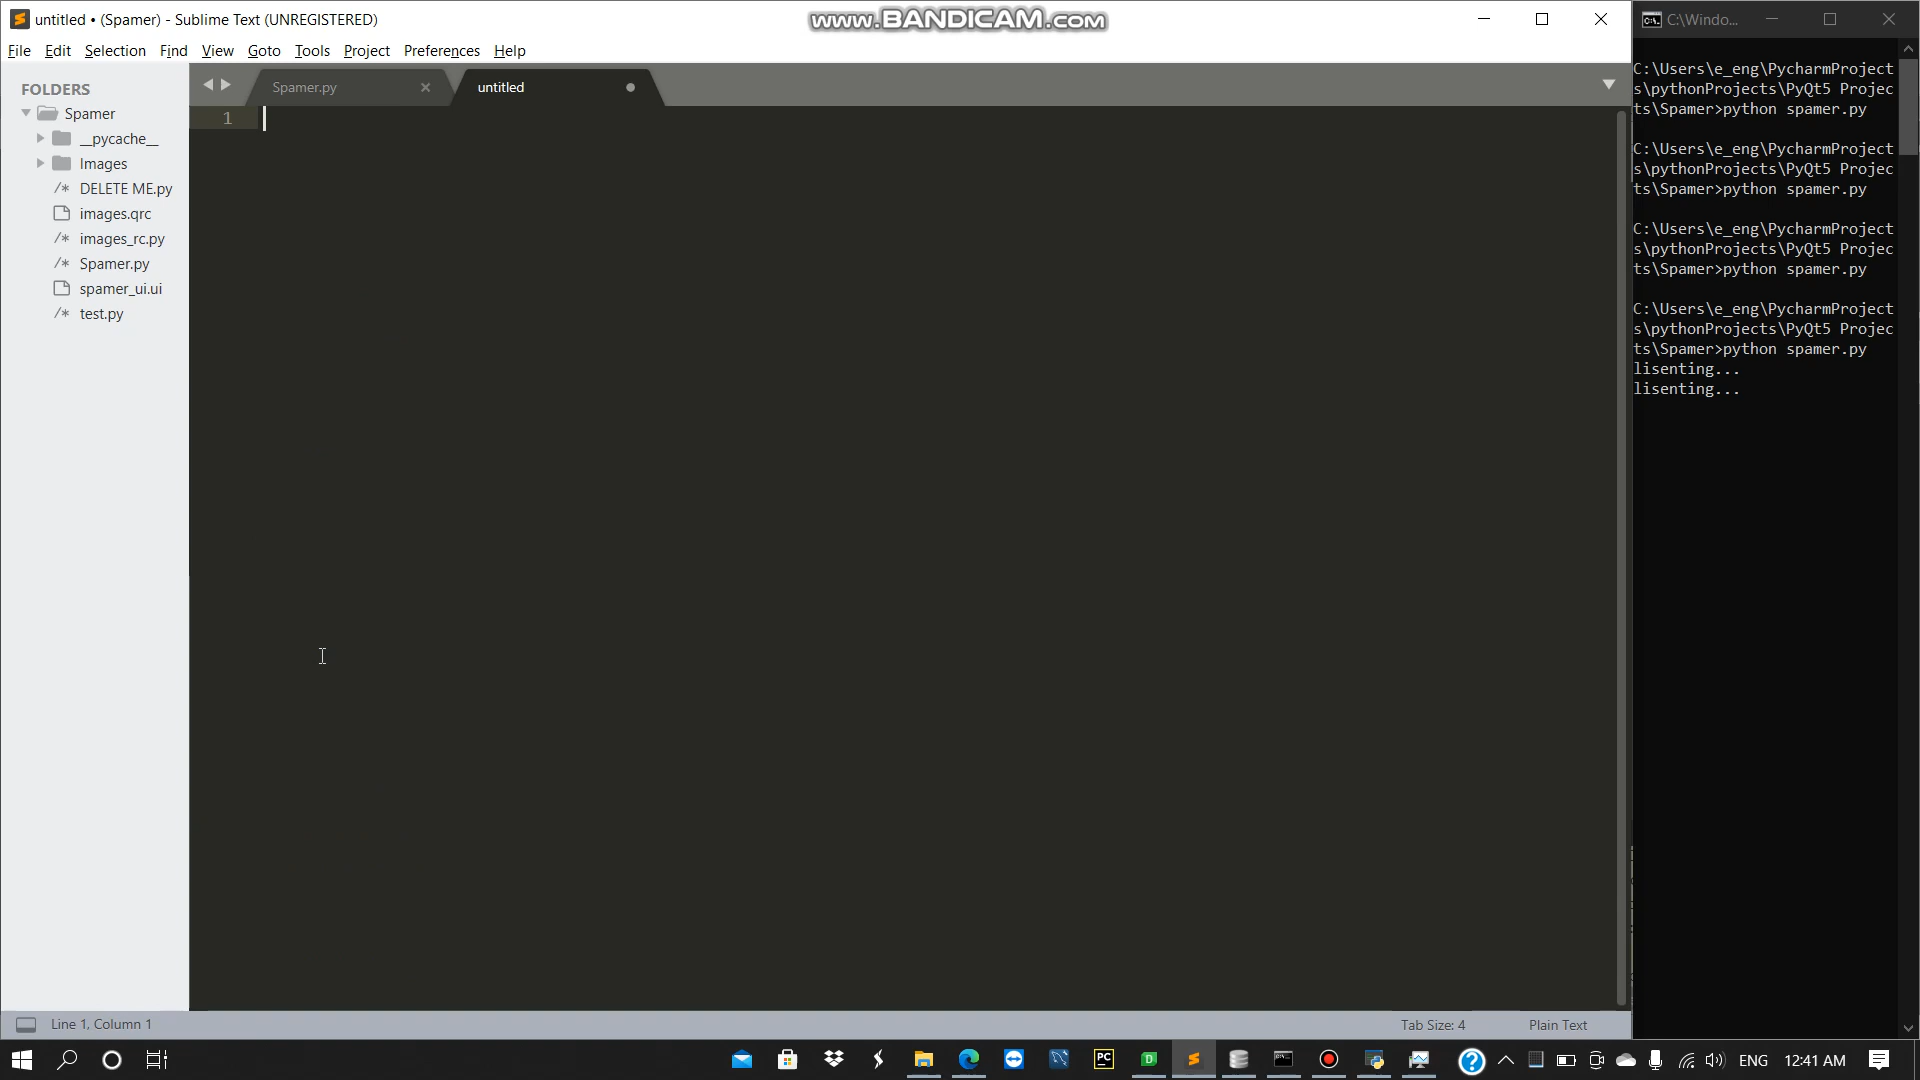 untitled • (Spamer) - Sublime Text (UNREGISTERED)
www.BANDICAM.com
C:\Windo...
File Edit Selection Find View Goto Tools Project Preferences Help
FOLDERS
Spamer
__pycache__
Images
DELETE ME.py
images.qrc
images_rc.py
Spamer.py
spamer_ui.ui
test.py
Spamer.py
untitled
1
C:\Users\e_eng\PycharmProject
s\pythonProjects\PyQt5 Projec
ts\Spamer>python spamer.py
C:\Users\e_eng\PycharmProject
s\pythonProjects\PyQt5 Projec
ts\Spamer>python spamer.py
C:\Users\e_eng\PycharmProject
s\pythonProjects\PyQt5 Projec
ts\Spamer>python spamer.py
C:\Users\e_eng\PycharmProject
s\pythonProjects\PyQt5 Projec
ts\Spamer>python spamer.py
lisenting...
lisenting...
Line 1, Column 1
Tab Size: 4
Plain Text
ENG
12:41 AM